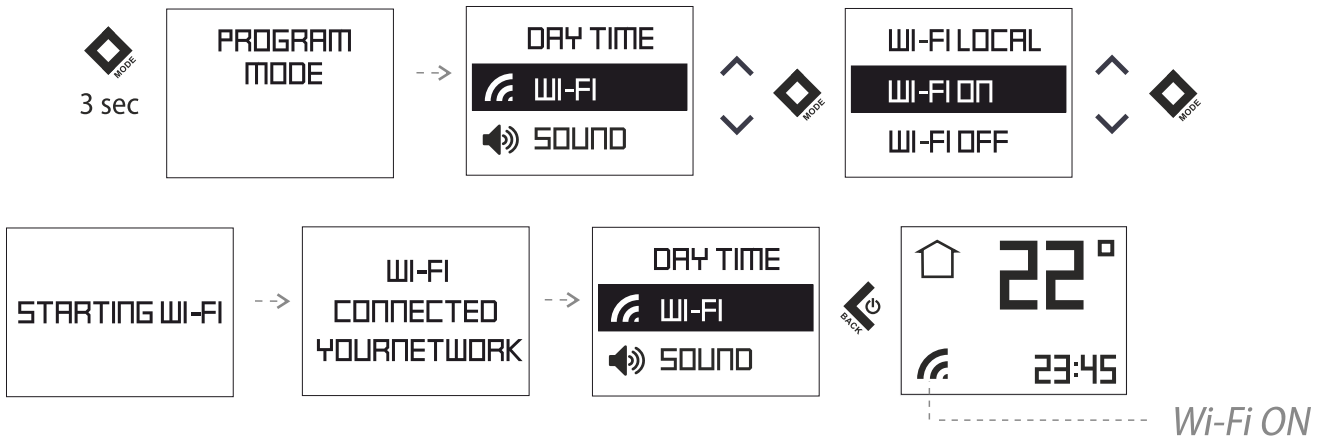 MODE
3 sec
PROGRAM
MODE
DAY TIME
WI-FI
SOUND
MODE
WI-FI LOCAL
WI-FI ON
WI-FI OFF
MODE
STARTING WI-FI
WI-FI
CONNECTED
YOURNETWORK
DAY TIME
WI-FI
SOUND
BACK
22°
23:45
Wi-Fi ON